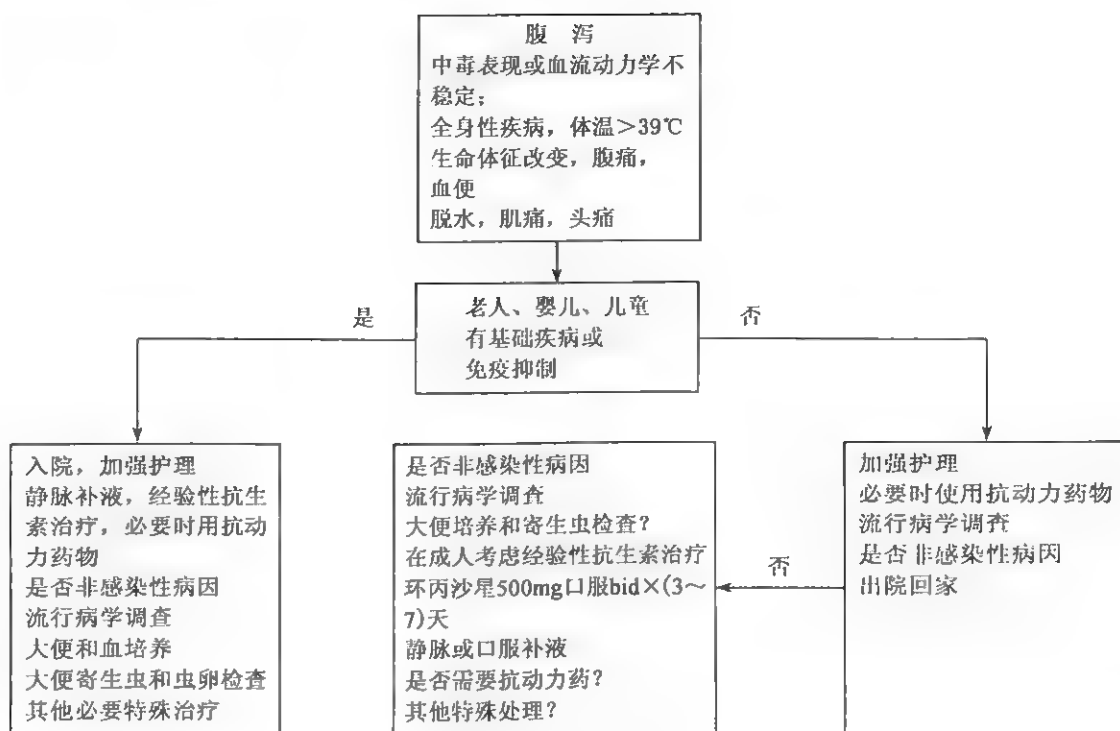 腹 泻
中毒表现或血流动力学不
稳定；
全身性疾病，体温＞39℃
生命体征改变，腹痛，
血便
脱水，肌痛，头痛
是
老人、婴儿、儿童
有基础疾病或
免疫抑制
否
入院，加强护理
静脉补液，经验性抗生
素治疗，必要时用抗动
力药物
是否非感染性病因
流行病学调查
大便和血培养
大便寄生虫和虫卵检查
其他必要特殊治疗
是否非感染性病因
流行病学调查
大便培养和寄生虫检查？
在成人考虑经验性抗生素治疗
环丙沙星500mg口服bid×(3～
7)天
静脉或口服补液
是否需要抗动力药？
其他特殊处理？
否
加强护理
必要时使用抗动力药物
流行病学调查
是否非感染性病因
出院回家